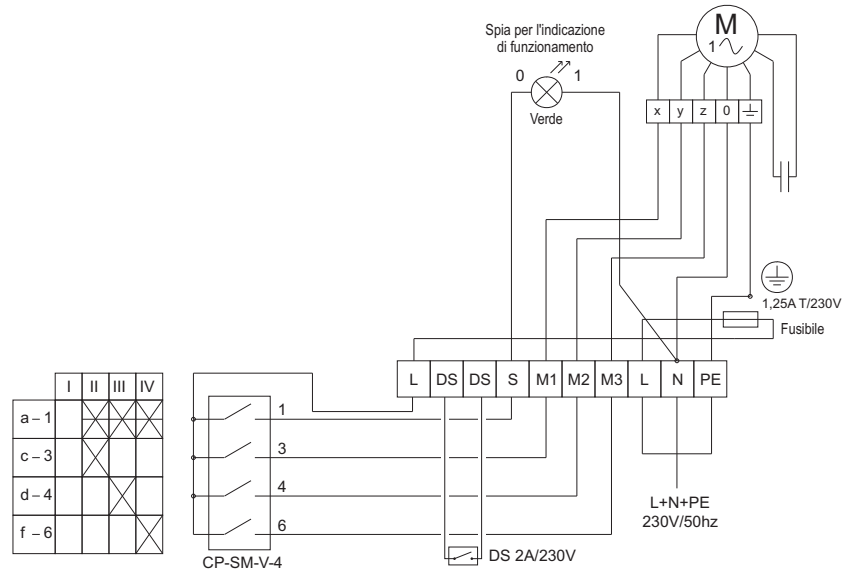 Spia per l'indicazione
di funzionamento
0 1
Verde
M
1
x y z 0
1,25A T/230V
Fusibile
L DS DS S M1 M2 M3 L N PE
I II III IV
a – 1
c – 3
d – 4
f – 6
1
3
4
6
CP-SM-V-4
DS 2A/230V
L+N+PE
230V/50hz